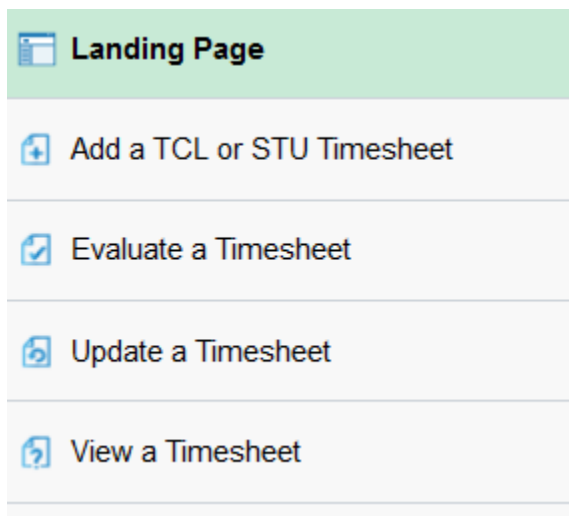 Landing Page
Add a TCL or STU Timesheet
Evaluate a Timesheet
Update a Timesheet
View a Timesheet